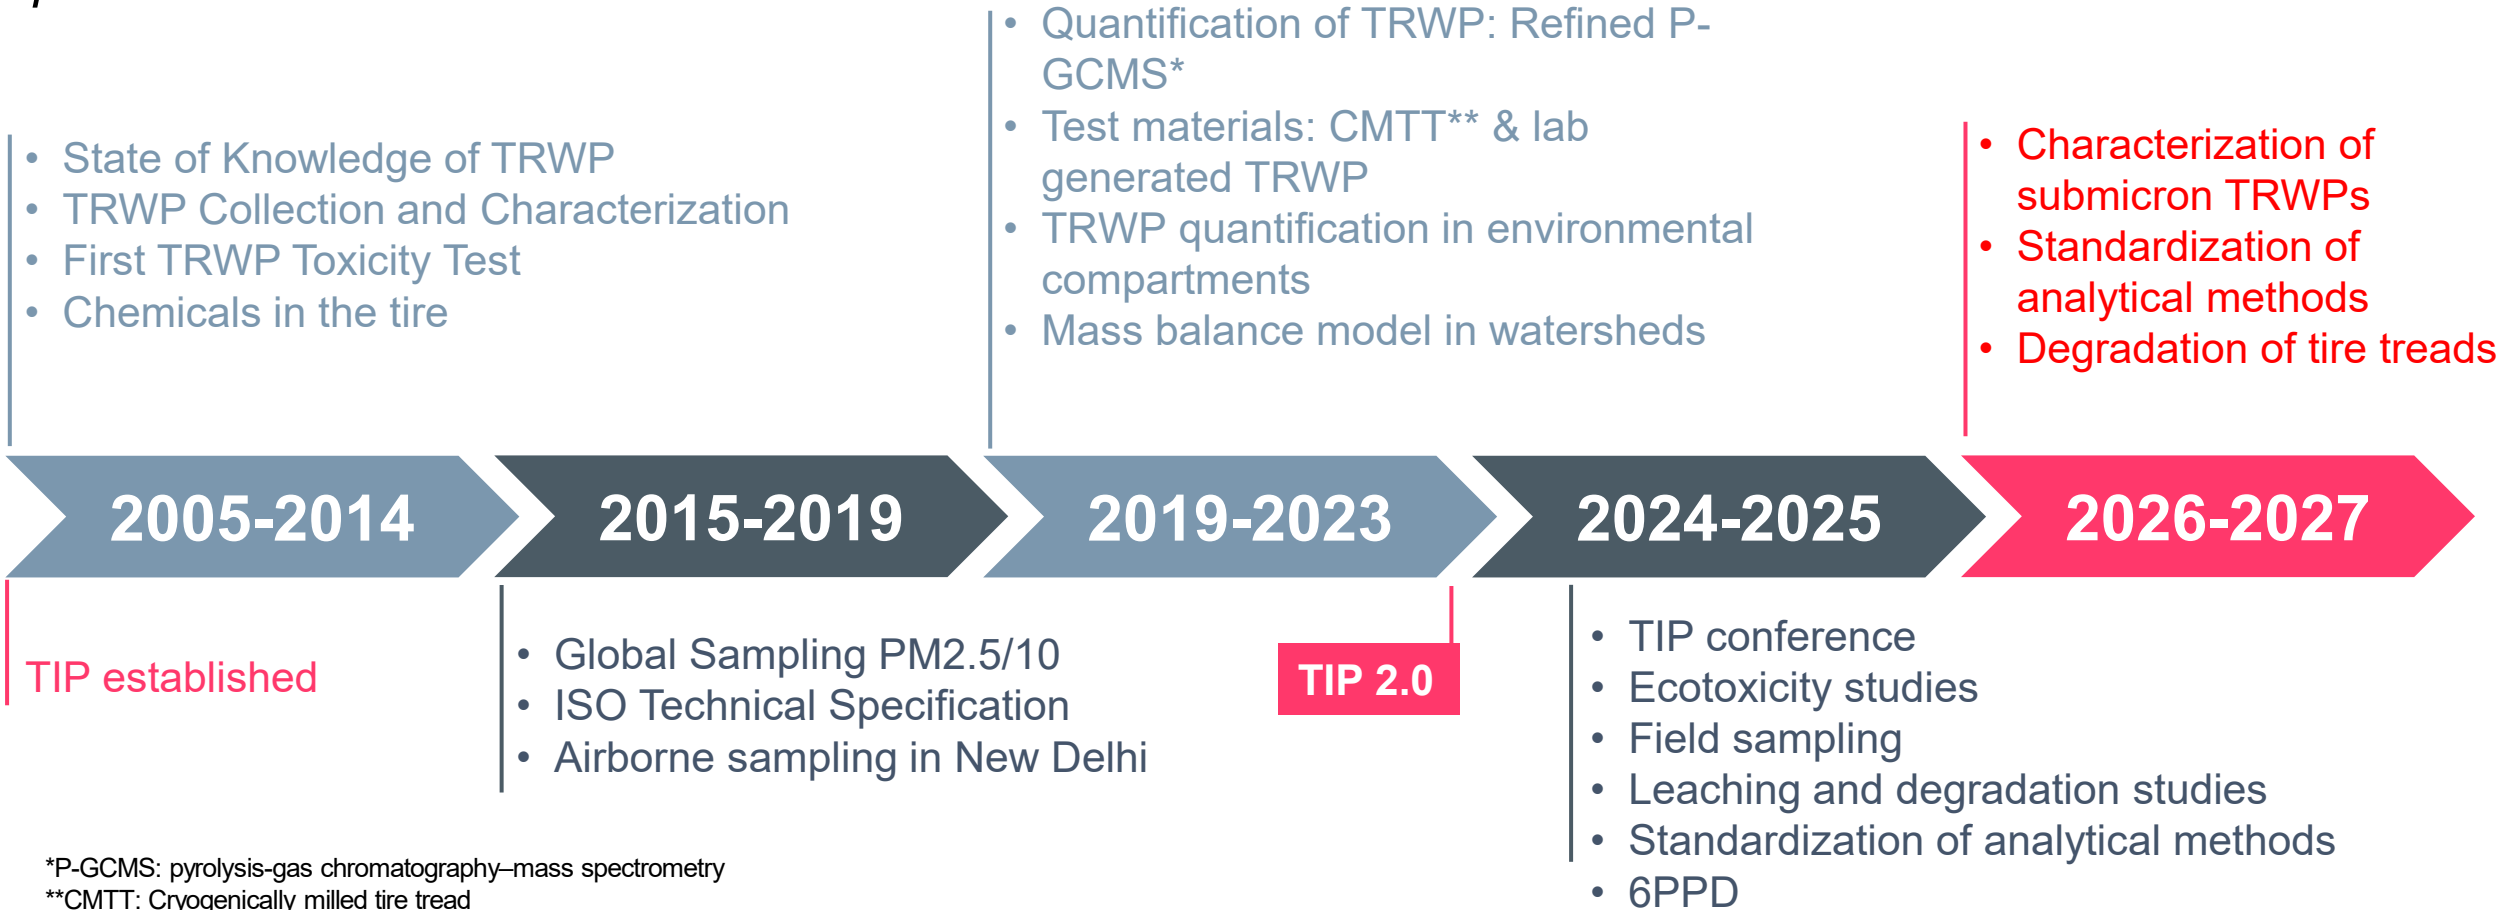 • Quantification of TRWP: Refined P-
GCMS*
• Test materials: CMTT** & lab
generated TRWP
• TRWP quantification in environmental
compartments
• Mass balance model in watersheds
• State of Knowledge of TRWP
• TRWP Collection and Characterization
• First TRWP Toxicity Test
• Chemicals in the tire
• Characterization of
submicron TRWPs
• Standardization of
analytical methods
• Degradation of tire treads
2005-2014
2015-2019
2019-2023
2024-2025
2026-2027
TIP established
• Global Sampling PM2.5/10
• ISO Technical Specification
• Airborne sampling in New Delhi
TIP 2.0
• TIP conference
• Ecotoxicity studies
• Field sampling
• Leaching and degradation studies
• Standardization of analytical methods
• 6PPD
*P-GCMS: pyrolysis-gas chromatography–mass spectrometry
**CMTT: Cryogenically milled tire tread